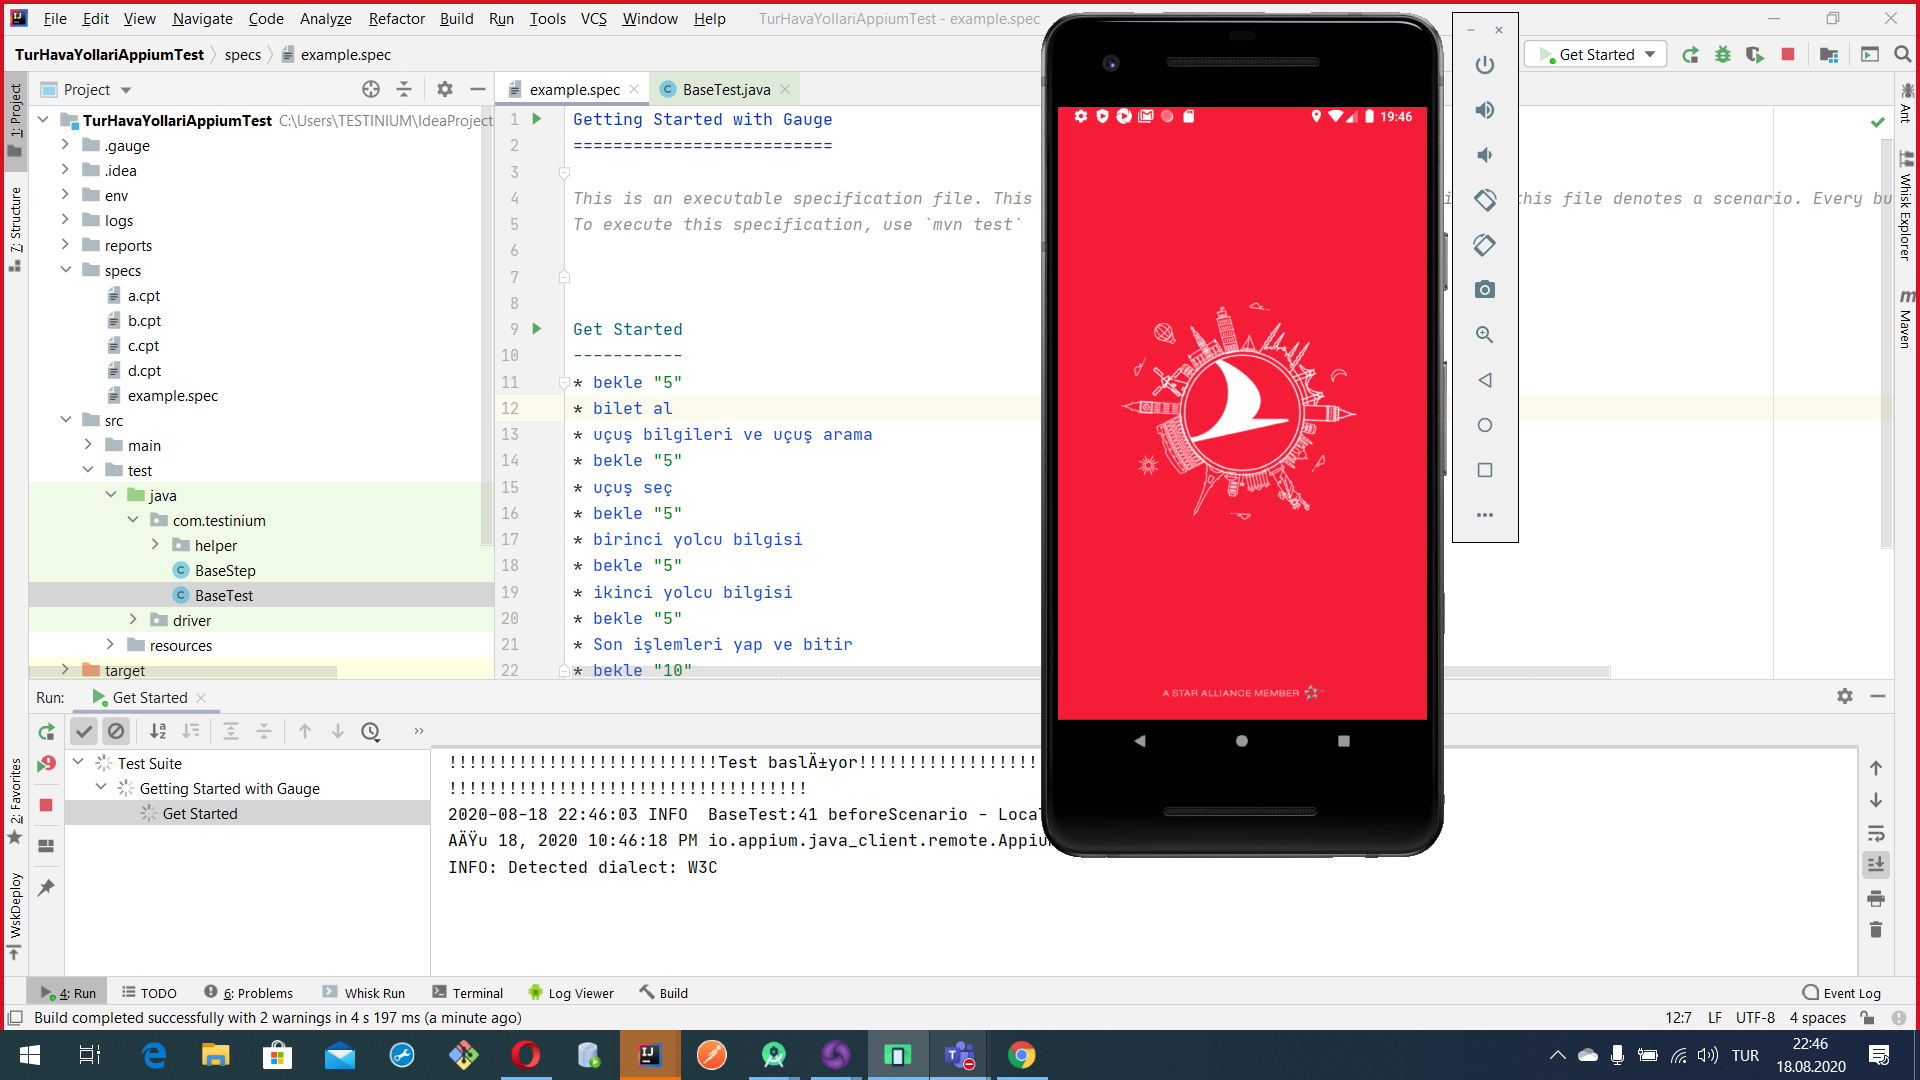 File Edit View Navigate Code Analyze Refactor Build Run Tools VCS Window Help TurHavaYollariAppiumTest - example.spec
TurHavaYollariAppiumTest specs example.spec
Get Started
1: Project
7: Structure
2: Favorites
WskDeploy
Project
TurHavaYollariAppiumTest C:\Users\TESTINIUM\IdeaProject
.gauge
.idea
env
logs
reports
specs
a.cpt
b.cpt
c.cpt
d.cpt
example.spec
src
main
test
java
com.testinium
helper
BaseStep
BaseTest
driver
resources
target
example.spec BaseTest.java
1 Getting Started with Gauge
2 ==========================
3
4 This is an executable specification file. This
this file denotes a scenario. Every bu
5 To execute this specification, use `mvn test`
6
7
8
9 Get Started
10 -----------
11 * bekle "5"
12 * bilet al
13 * uçuş bilgileri ve uçuş arama
14 * bekle "5"
15 * uçuş seç
16 * bekle "5"
17 * birinci yolcu bilgisi
18 * bekle "5"
19 * ikinci yolcu bilgisi
20 * bekle "5"
21 * Son işlemleri yap ve bitir
22 * bekle "10"
19:46
A STAR ALLIANCE MEMBER
Ant
Whisk Explorer
Maven
Run: Get Started
Test Suite
Getting Started with Gauge
Get Started
!!!!!!!!!!!!!!!!!!!!!!!!!!!Test baslÄ±yor!!!!!!!!!!!!!!!!!!
!!!!!!!!!!!!!!!!!!!!!!!!!!!!!!!!!!!!
2020-08-18 22:46:03 INFO  BaseTest:41 beforeScenario - Loca
AÄŸu 18, 2020 10:46:18 PM io.appium.java_client.remote.Appiu
INFO: Detected dialect: W3C
4: Run TODO 6: Problems Whisk Run Terminal Log Viewer Build Event Log
Build completed successfully with 2 warnings in 4 s 197 ms (a minute ago) 12:7 LF UTF-8 4 spaces
TUR
22:46
18.08.2020